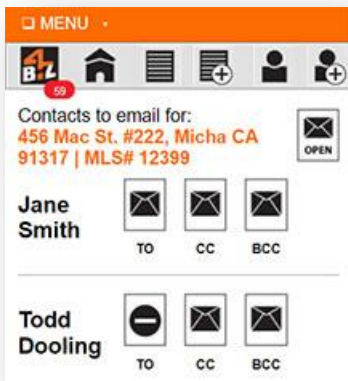 MENU
4
B.Z
59
Contacts to email for:
456 Mac St. #222, Micha CA
91317 | MLS# 12399
OPEN
Jane
Smith
TO CC BCC
Todd
Dooling
TO CC BCC